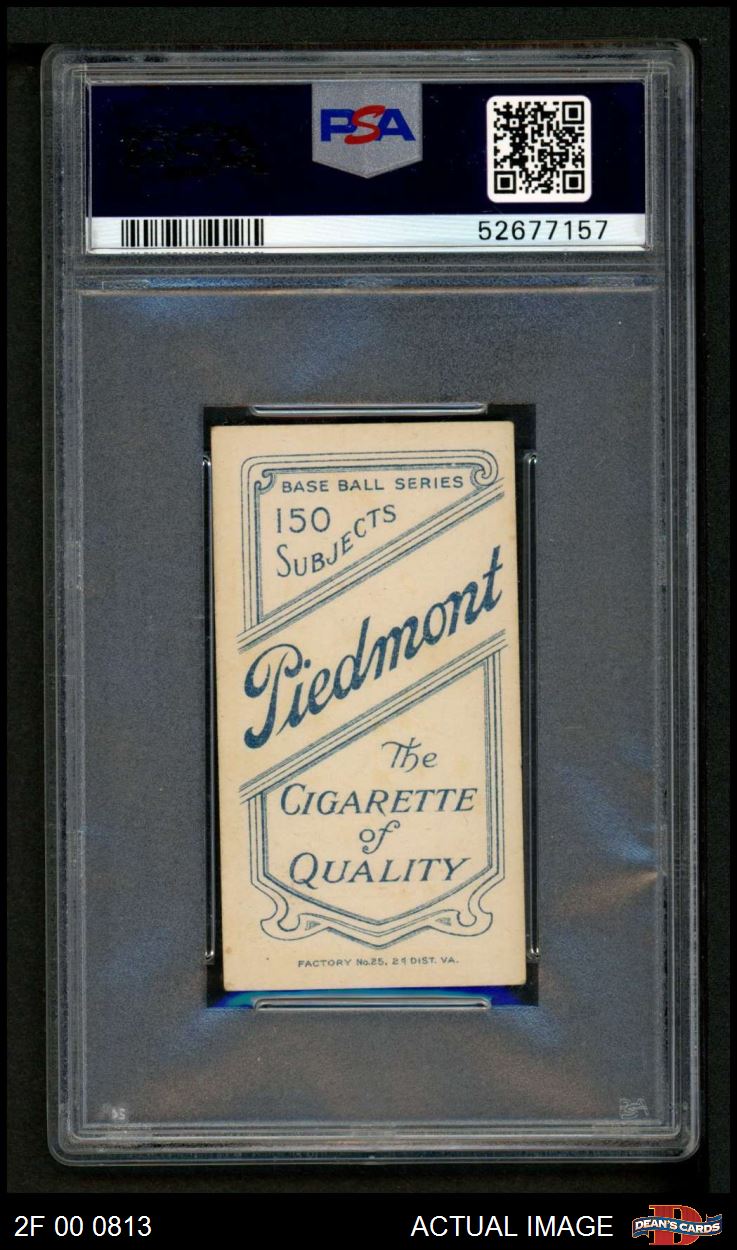 PSA
52677157
BASE BALL SERIES
150
SUBJECTS
Piedmont
The
CIGARETTE
of
QUALITY
FACTORY No.25, 2d DIST. VA.
2F 00 0813
ACTUAL IMAGE
DEAN'S CARDS